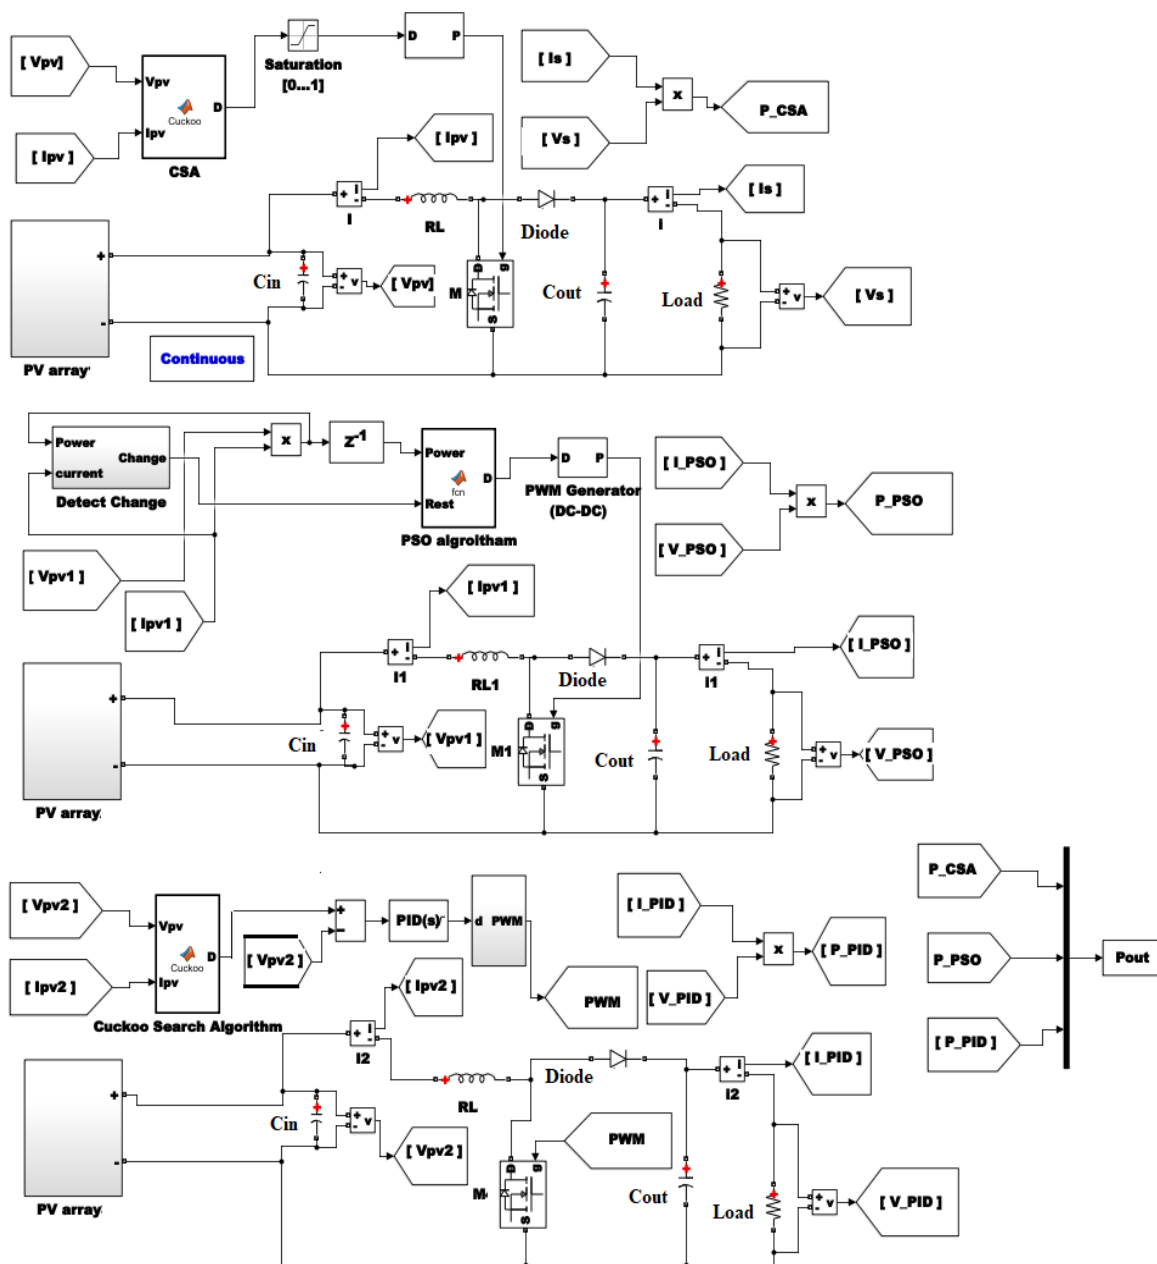 [ Vpv]
Vpv
D
Cuckoo
Ipv
CSA
[ Ipv ]
Saturation
[0...1]
D P
[ Is ]
[ Vs ]
x
P_CSA
[ Ipv ]
+ i -
I
RL
Diode
+ i -
I
[ Is ]
PV array
+
-
Cin
+ v -
[ Vpv]
M
D
g
S
Cout
Load
+ v -
[ Vs ]
Continuous
Power
Change
current
Detect Change
x
z-1
Power
D
fcn
Rest
PSO algroitham
D P
PWM Generator
(DC-DC)
[ I_PSO ]
[ V_PSO ]
x
P_PSO
[ Vpv1 ]
[ Ipv1 ]
[ Ipv1 ]
+ i -
I1
RL1
Diode
+ i -
I1
[ I_PSO ]
+
-
PV array
Cin
+ v -
[ Vpv1 ]
M1
D
g
S
Cout
Load
+ v -
[ V_PSO ]
[ Vpv2 ]
Vpv
D
Cuckoo
Ipv
[ Ipv2 ]
Cuckoo Search Algorithm
+
-
[ Vpv2 ]
PID(s)
d PWM
PWM
[ I_PID ]
[ V_PID ]
x
[ P_PID ]
P_CSA
P_PSO
[ P_PID ]
Pout
[ Ipv2 ]
+ i -
I2
RL
Diode
+ i -
I2
[ I_PID ]
+
-
PV array
Cin
+ v -
[ Vpv2 ]
D
g
S
PWM
Cout
Load
+ v -
[ V_PID ]